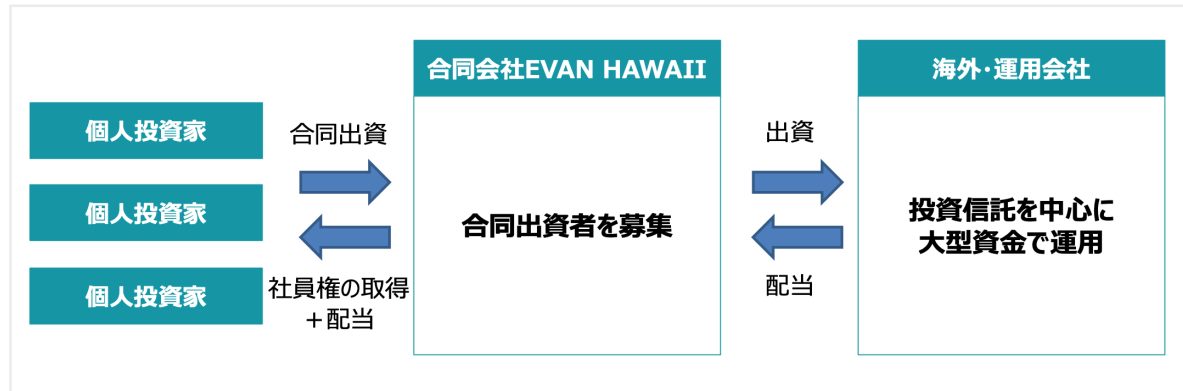 合同会社EVAN HAWAII
海外・運用会社
個人投資家
個人投資家
個人投資家
合同出資
社員権の取得
＋配当
合同出資者を募集
出資
配当
投資信託を中心に
大型資金で運用